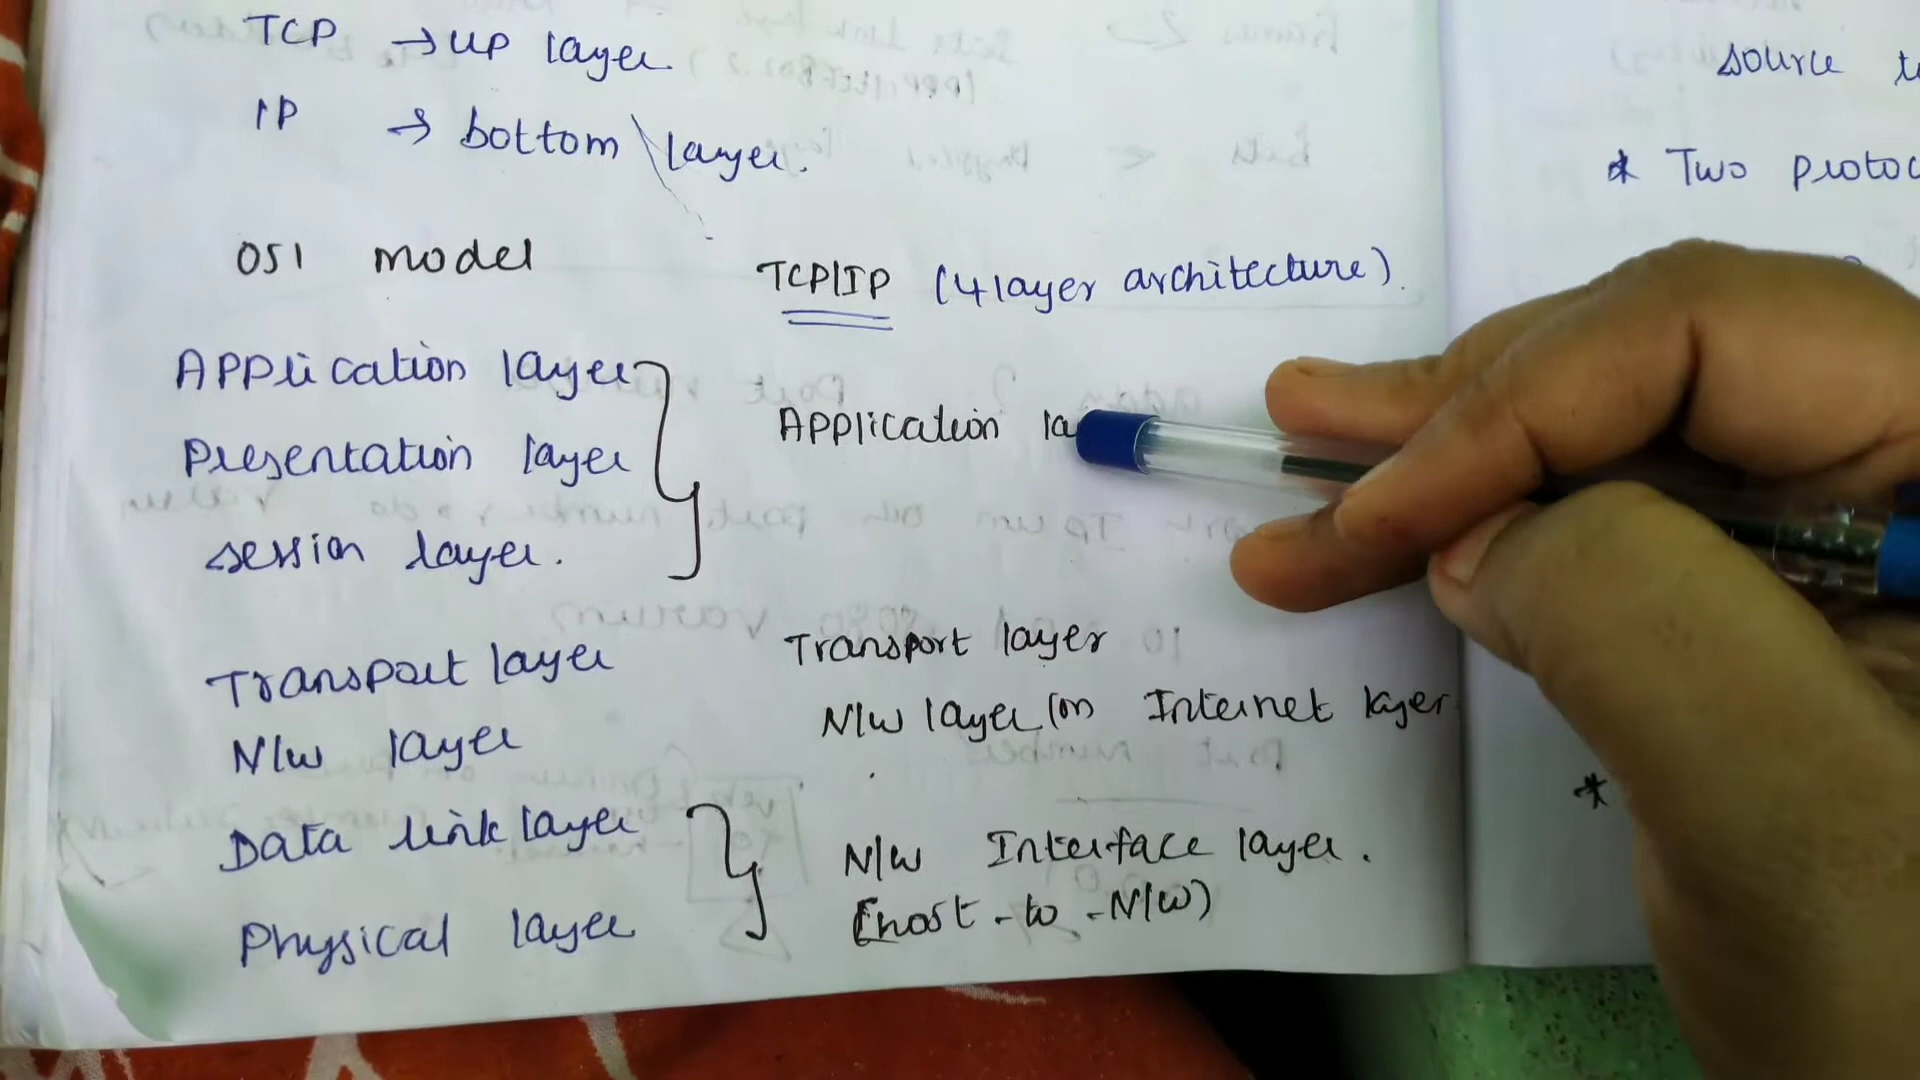 TCP → up layer.
IP → bottom layer.
OSI model
TCP/IP (4 layer architecture).
Application layer
Presentation layer
session layer.
Application la
Transport layer
N/w layer
Transport layer
N/w layer (or) Internet layer.
Data link layer
Physical layer
N/w Interface layer.
(host-to-N/w)
source
* Two protoc
*